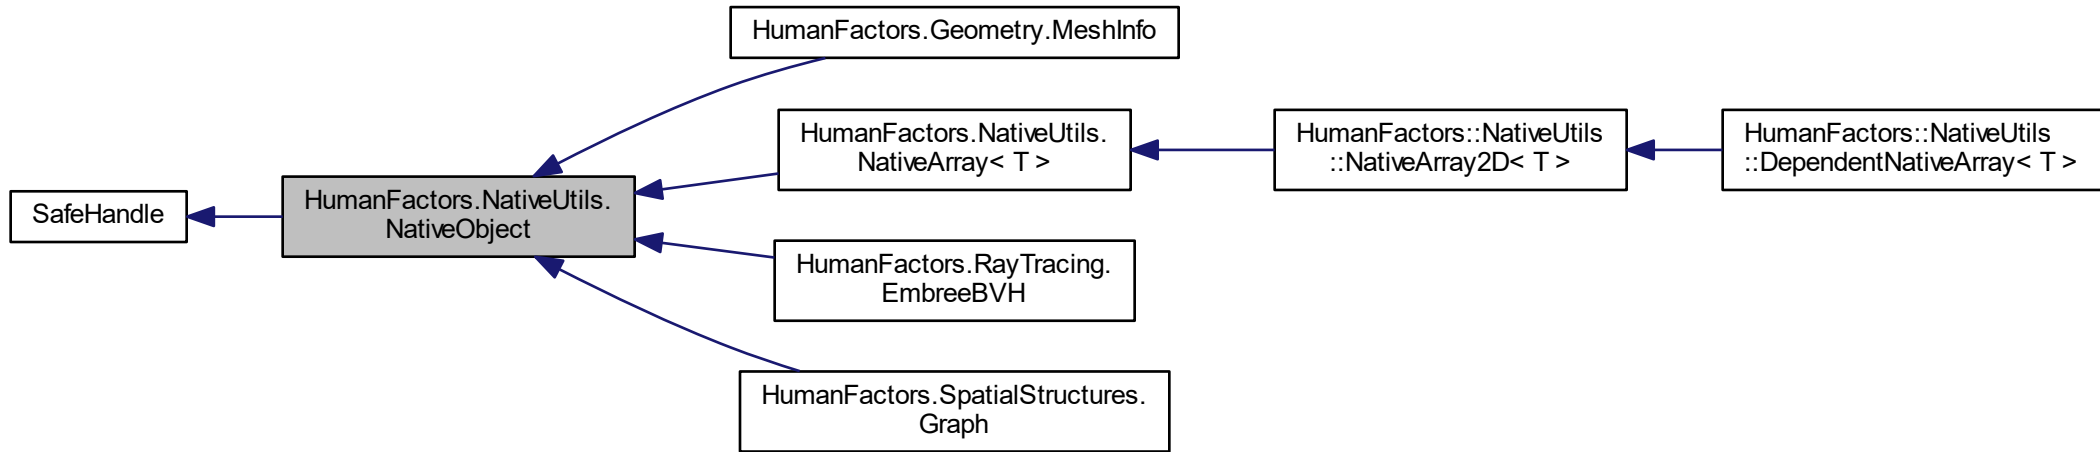 HumanFactors.Geometry.MeshInfo
HumanFactors.NativeUtils.
NativeArray< T >
HumanFactors::NativeUtils
::NativeArray2D< T >
HumanFactors::NativeUtils
::DependentNativeArray< T >
SafeHandle
HumanFactors.NativeUtils.
NativeObject
HumanFactors.RayTracing.
EmbreeBVH
HumanFactors.SpatialStructures.
Graph